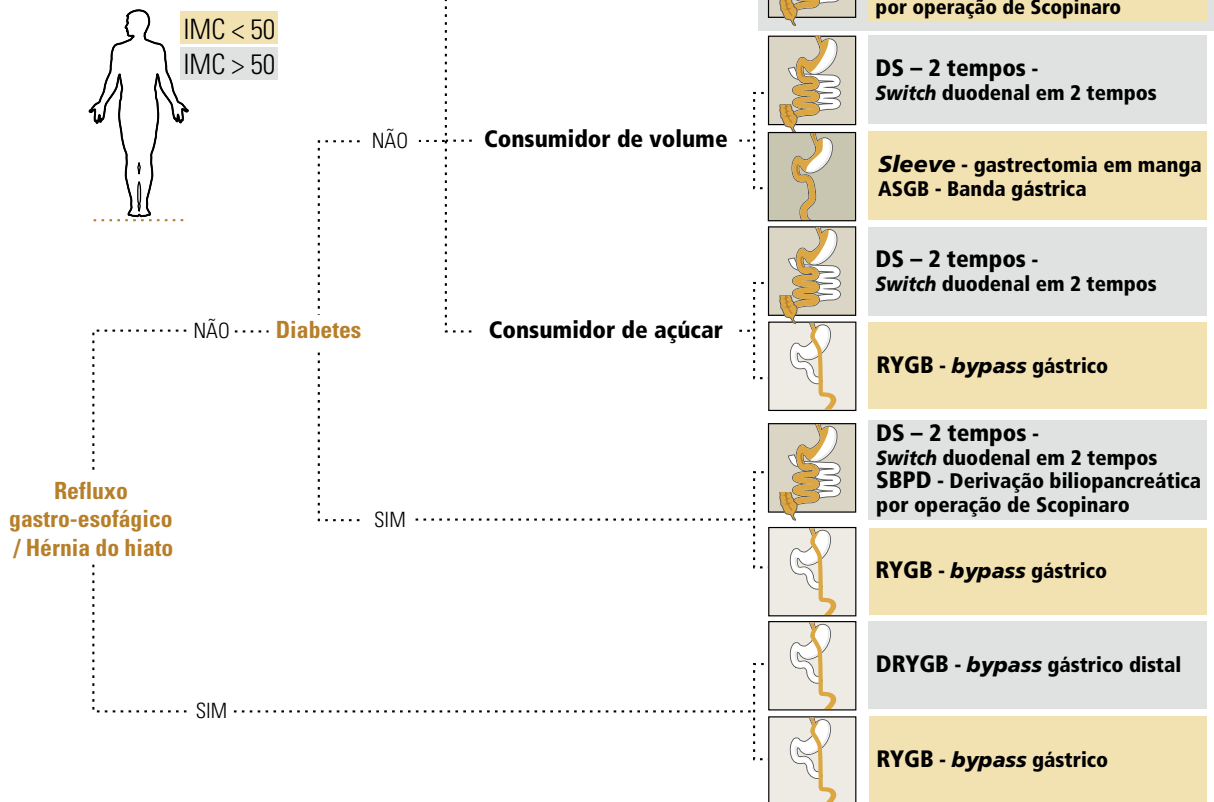 por operação de Scopinaro
IMC < 50
IMC > 50
DS – 2 tempos -
Switch duodenal em 2 tempos
NÃO
Consumidor de volume
Sleeve - gastrectomia em manga
ASGB - Banda gástrica
DS – 2 tempos -
Switch duodenal em 2 tempos
NÃO
Diabetes
Consumidor de açúcar
RYGB - bypass gástrico
DS – 2 tempos -
Switch duodenal em 2 tempos
SBPD - Derivação biliopancreática
por operação de Scopinaro
Refluxo
gastro-esofágico
/ Hérnia do hiato
SIM
RYGB - bypass gástrico
DRYGB - bypass gástrico distal
SIM
RYGB - bypass gástrico